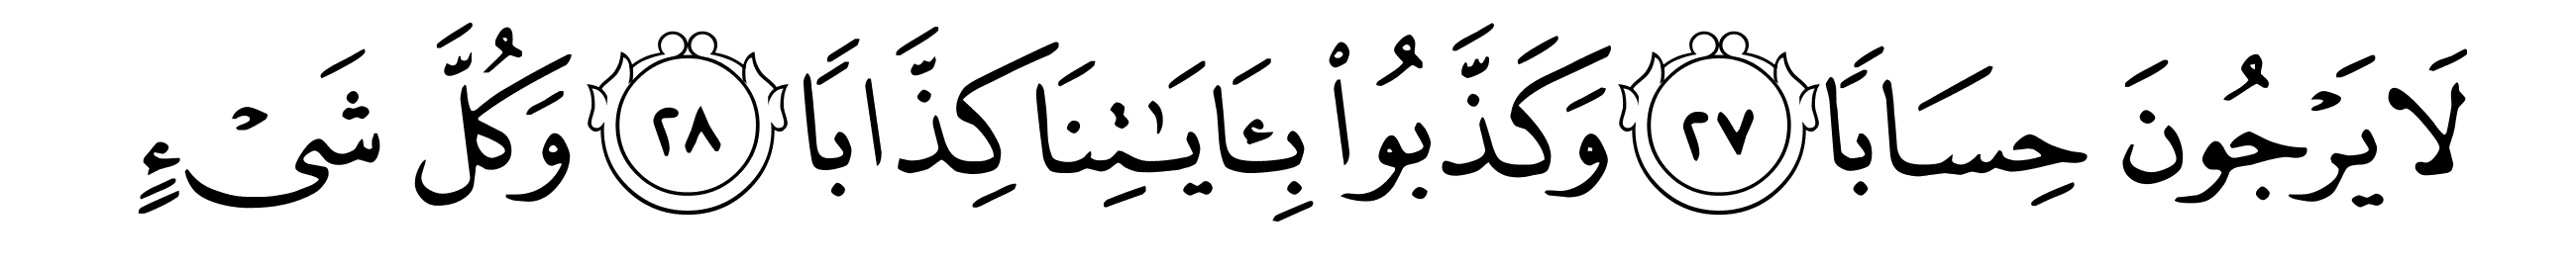 لَا يَرۡجُونَ حِسَابٗا ٢٧ وَكَذَّبُواْ بِـَٔايَٰتِنَا كِذَّابٗا ٢٨ وَكُلَّ شَيۡءٍ